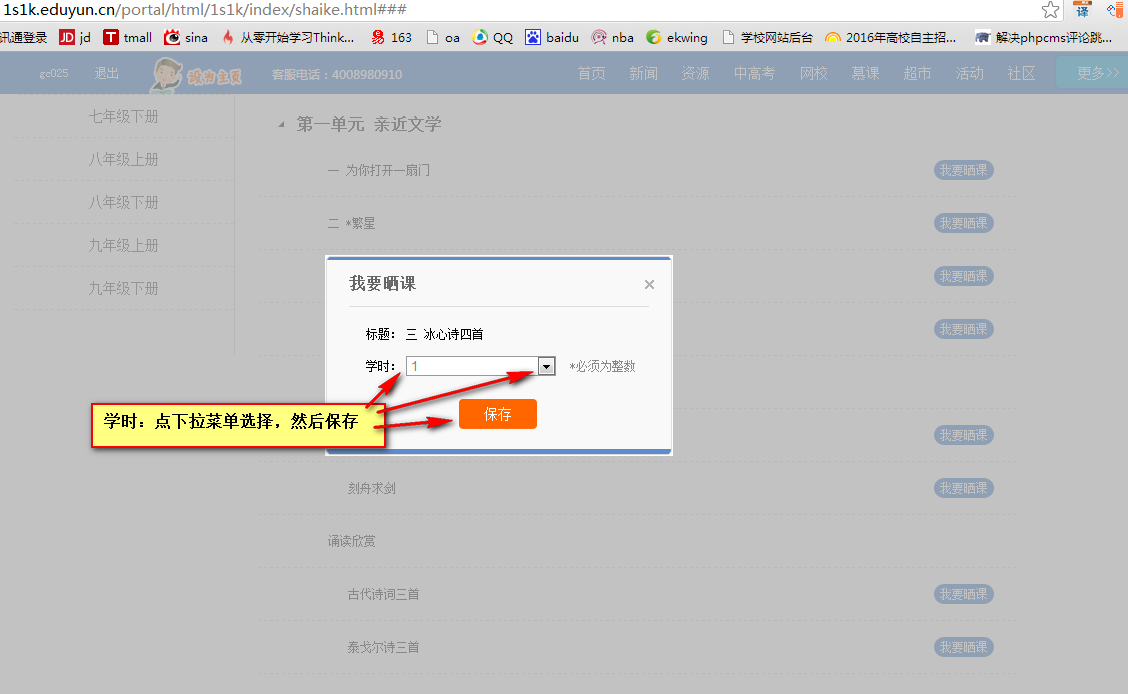 1s1k.eduyun.cn/portal/html/1s1k/index/shaike.html###
译
讯通登录 JD jd T tmall sina 从零开始学习Think... 163 oa QQ baidu nba ekwing 学校网站后台 2016年高校自主招... 解决phpcms评论跳...
gc025 退出 设为主页 客服电话：4008980910 首页 新闻 资源 中高考 网校 慕课 超市 活动 社区 更多>>
七年级下册
八年级上册
八年级下册
九年级上册
九年级下册
第一单元 亲近文学
一 为你打开一扇门 我要晒课
二 *繁星 我要晒课
我要晒课
我要晒课
我要晒课 ×
标题： 三 冰心诗四首
学时： 1 *必须为整数
保存
学时：点下拉菜单选择，然后保存
我要晒课
刻舟求剑 我要晒课
诵读欣赏
古代诗词三首 我要晒课
泰戈尔诗三首 我要晒课